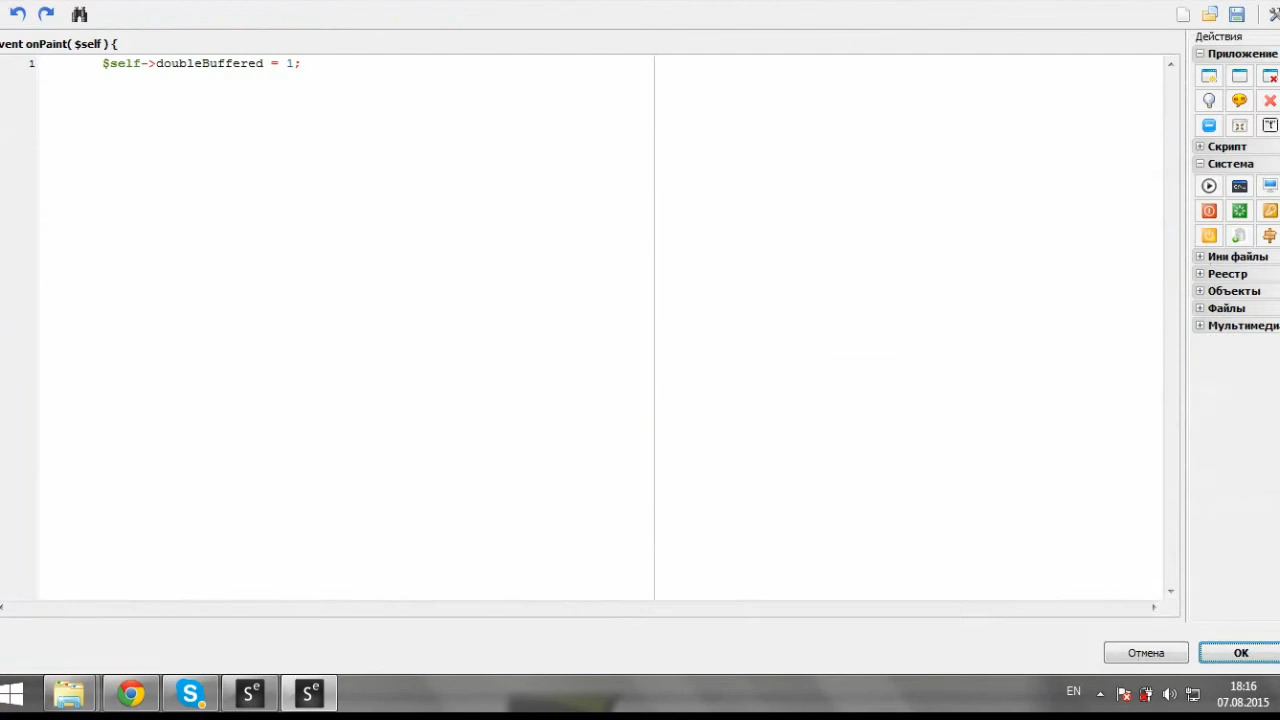 vent onPaint( $self ) {
Действия
1 $self->doubleBuffered = 1;
Приложение
Скрипт
Система
Ини файлы
Реестр
Объекты
Файлы
Мультимеди
Отмена
OK
EN
18:16
07.08.2015